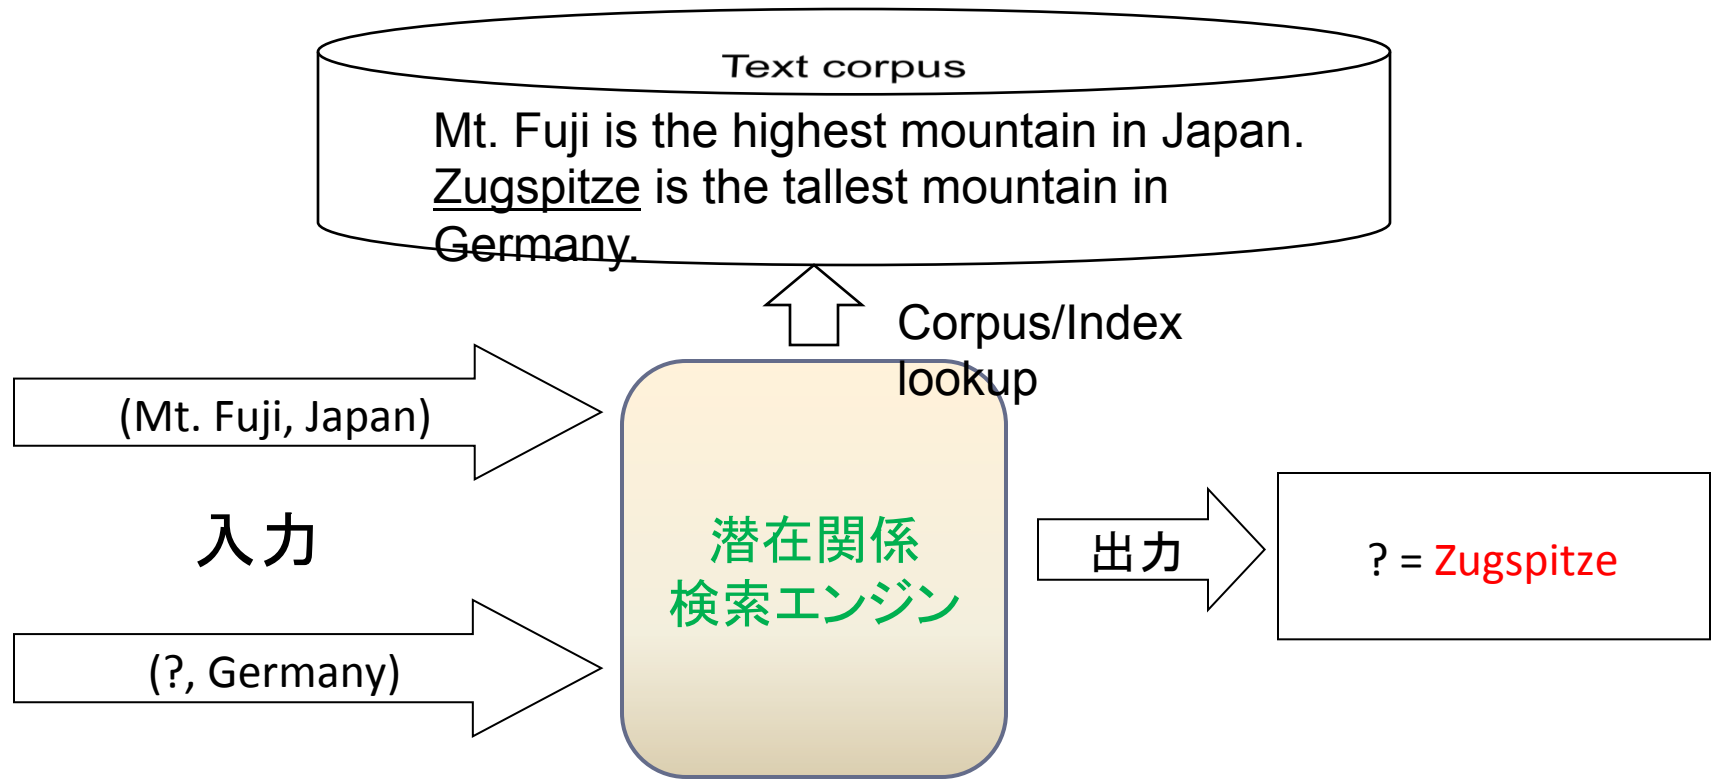 Text corpus
Mt. Fuji is the highest mountain in Japan.
Zugspitze is the tallest mountain in
Germany.
Corpus/Index
lookup
(Mt. Fuji, Japan)
入力
(?, Germany)
潜在関係
検索エンジン
出力
? = Zugspitze